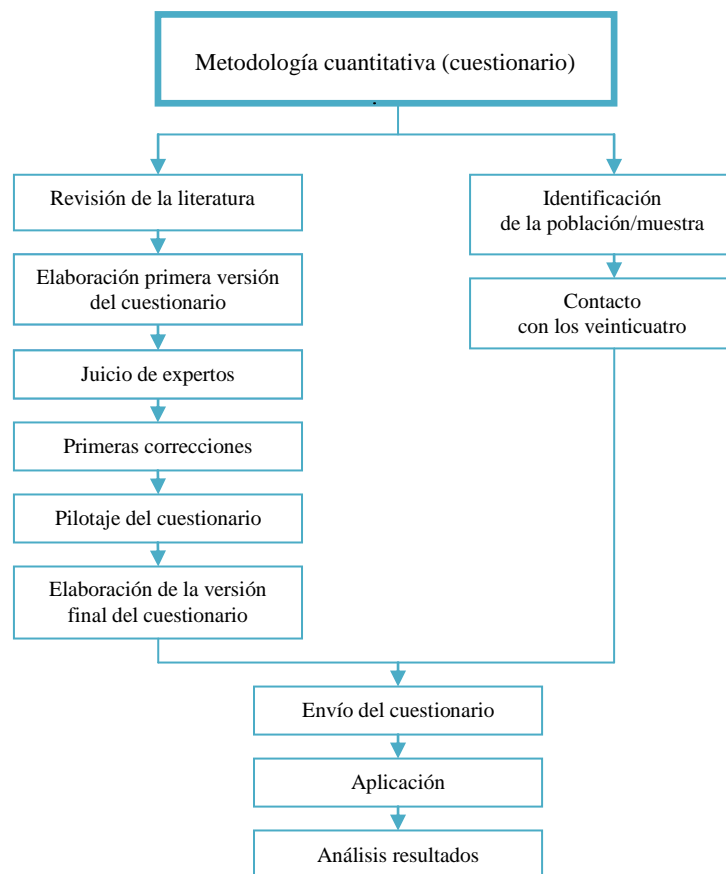 Metodología cuantitativa (cuestionario)
.
Revisión de la literatura
Elaboración primera versión
del cuestionario
Juicio de expertos
Primeras correcciones
Pilotaje del cuestionario
Elaboración de la versión
final del cuestionario
Identificación
de la población/muestra
Contacto
con los veinticuatro
Envío del cuestionario
Aplicación
Análisis resultados